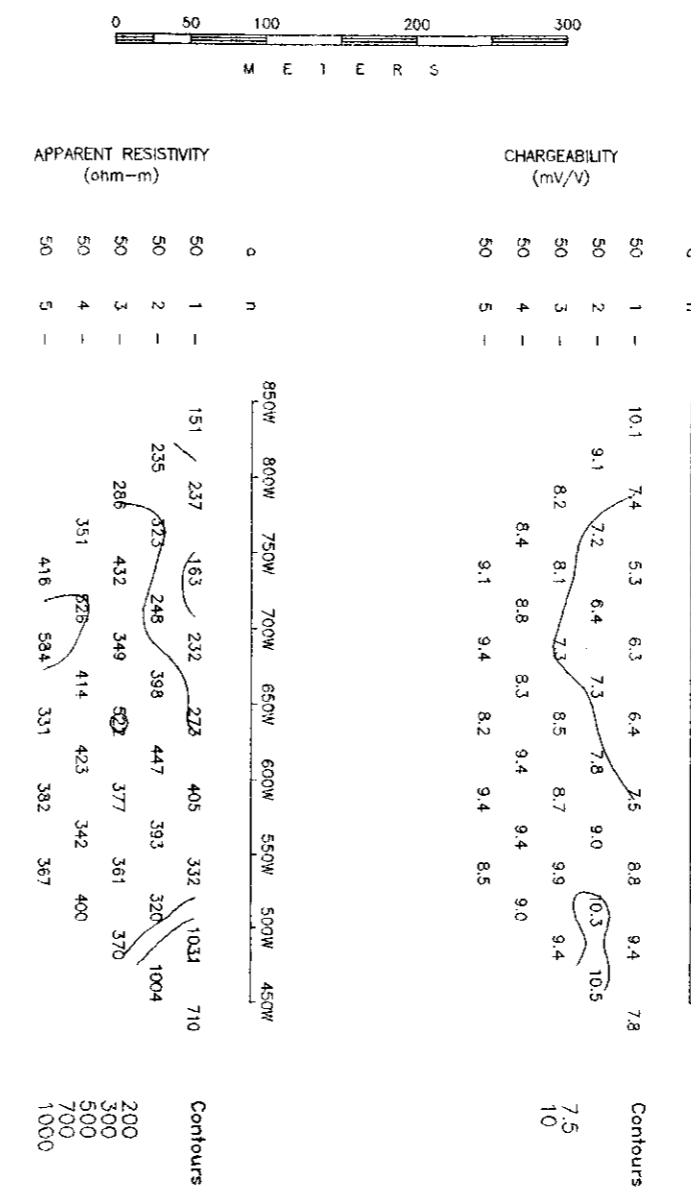 0 50 100 200 300
M E T E R S
APPARENT RESISTIVITY
(ohm-m)
a n 850W 800W 750W 700W 650W 600W 550W 500W 450W
50 1 - 151 237 163 232 273 405 332 1031 710 Contours
50 2 - 235 323 248 398 447 393 320 1004
50 3 - 286 432 349 377 361 370
50 4 - 351 526 414 423 342 400
50 5 - 416 584 331 382 367
200
300
500
700
1000
CHARGEABILITY
(mV/V)
50 1 - 10.1 7.4 5.3 6.3 6.4 7.5 8.8 9.4 7.8 Contours
50 2 - 9.1 7.2 6.4 7.3 7.8 9.0 10.3 10.5
50 3 - 8.2 8.1 7.3 8.5 8.7 9.9 9.4
50 4 - 8.4 8.8 8.3 9.4 9.4 9.0
50 5 - 9.1 9.4 8.2 9.4 8.5
7.5
10